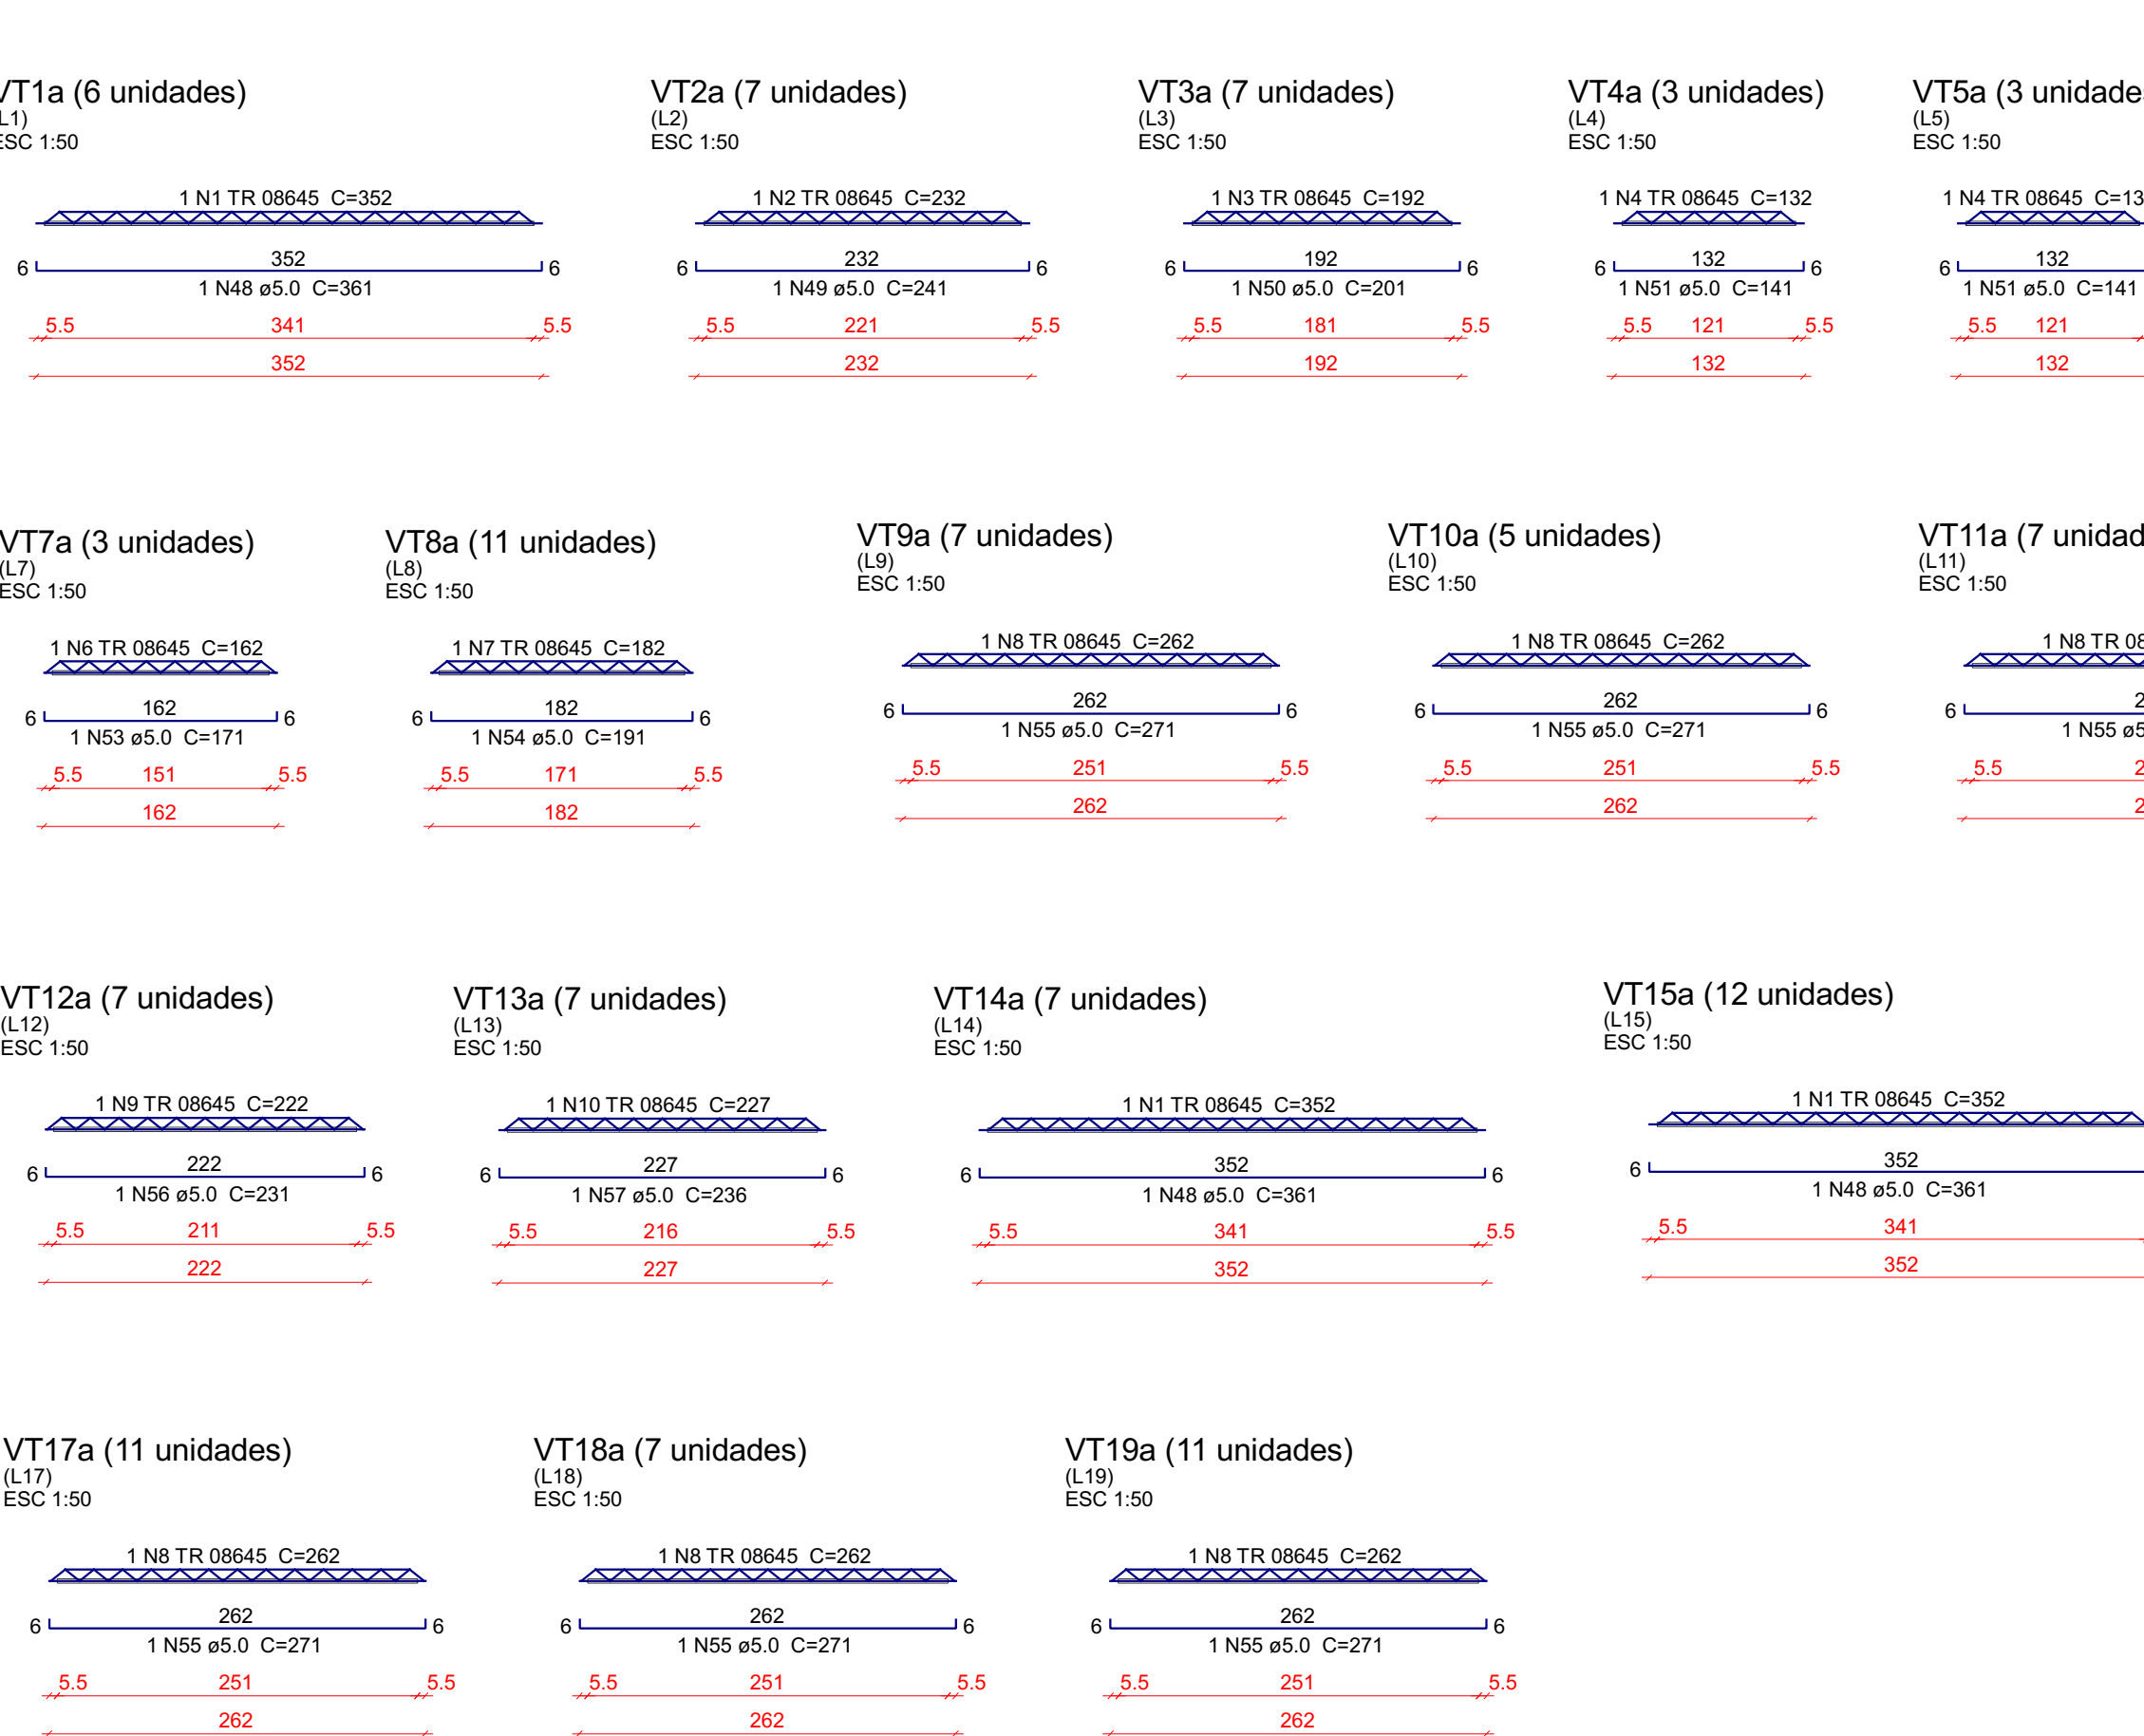 VT1a (6 unidades)
(L1)
ESC 1:50
1 N1 TR 08645 C=352
6 352 6
1 N48 ø5.0 C=361
5.5 341 5.5
352
VT2a (7 unidades)
(L2)
ESC 1:50
1 N2 TR 08645 C=232
6 232 6
1 N49 ø5.0 C=241
5.5 221 5.5
232
VT3a (7 unidades)
(L3)
ESC 1:50
1 N3 TR 08645 C=192
6 192 6
1 N50 ø5.0 C=201
5.5 181 5.5
192
VT4a (3 unidades)
(L4)
ESC 1:50
1 N4 TR 08645 C=132
6 132 6
1 N51 ø5.0 C=141
5.5 121 5.5
132
VT5a (3 unidade
(L5)
ESC 1:50
1 N4 TR 08645 C=13
6 132
1 N51 ø5.0 C=141
5.5 121
132
VT7a (3 unidades)
(L7)
ESC 1:50
1 N6 TR 08645 C=162
6 162 6
1 N53 ø5.0 C=171
5.5 151 5.5
162
VT8a (11 unidades)
(L8)
ESC 1:50
1 N7 TR 08645 C=182
6 182 6
1 N54 ø5.0 C=191
5.5 171 5.5
182
VT9a (7 unidades)
(L9)
ESC 1:50
1 N8 TR 08645 C=262
6 262 6
1 N55 ø5.0 C=271
5.5 251 5.5
262
VT10a (5 unidades)
(L10)
ESC 1:50
1 N8 TR 08645 C=262
6 262 6
1 N55 ø5.0 C=271
5.5 251 5.5
262
VT11a (7 unidad
(L11)
ESC 1:50
1 N8 TR 08
6 2
1 N55 ø5
5.5 2
2
VT12a (7 unidades)
(L12)
ESC 1:50
1 N9 TR 08645 C=222
6 222 6
1 N56 ø5.0 C=231
5.5 211 5.5
222
VT13a (7 unidades)
(L13)
ESC 1:50
1 N10 TR 08645 C=227
6 227 6
1 N57 ø5.0 C=236
5.5 216 5.5
227
VT14a (7 unidades)
(L14)
ESC 1:50
1 N1 TR 08645 C=352
6 352 6
1 N48 ø5.0 C=361
5.5 341 5.5
352
VT15a (12 unidades)
(L15)
ESC 1:50
1 N1 TR 08645 C=352
6 352
1 N48 ø5.0 C=361
5.5 341
352
VT17a (11 unidades)
(L17)
ESC 1:50
1 N8 TR 08645 C=262
6 262 6
1 N55 ø5.0 C=271
5.5 251 5.5
262
VT18a (7 unidades)
(L18)
ESC 1:50
1 N8 TR 08645 C=262
6 262 6
1 N55 ø5.0 C=271
5.5 251 5.5
262
VT19a (11 unidades)
(L19)
ESC 1:50
1 N8 TR 08645 C=262
6 262 6
1 N55 ø5.0 C=271
5.5 251 5.5
262